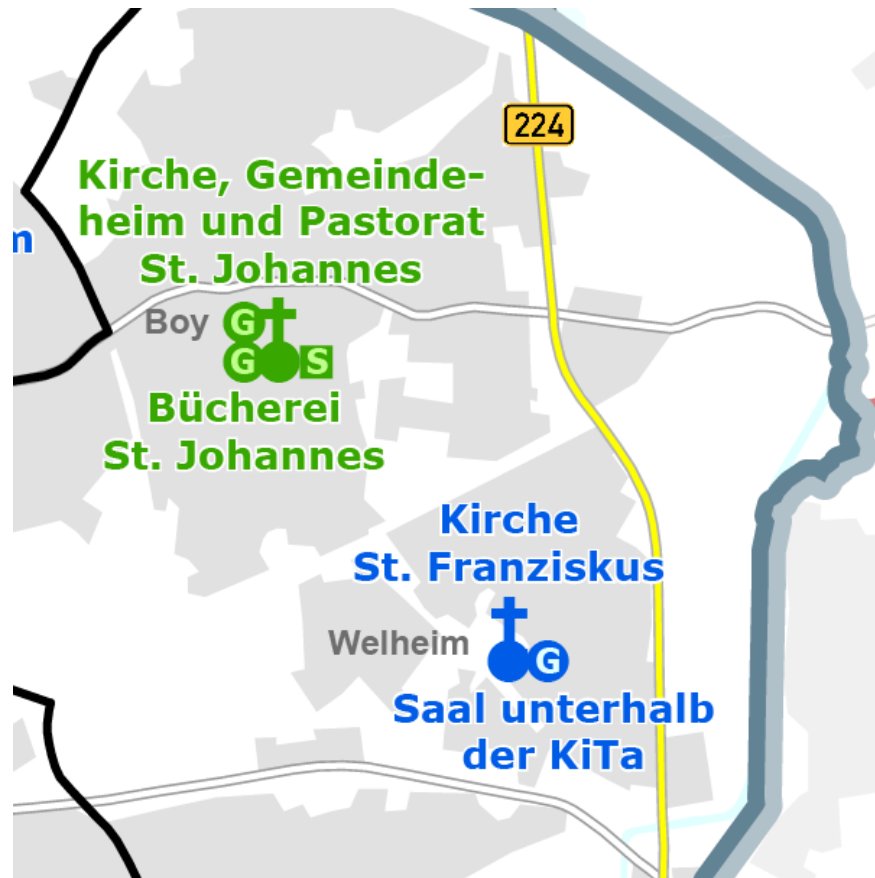 224
Kirche, Gemeinde-
heim und Pastorat
St. Johannes
m
Boy
G
G S
Bücherei
St. Johannes
Kirche
St. Franziskus
Welheim
G
Saal unterhalb
der KiTa